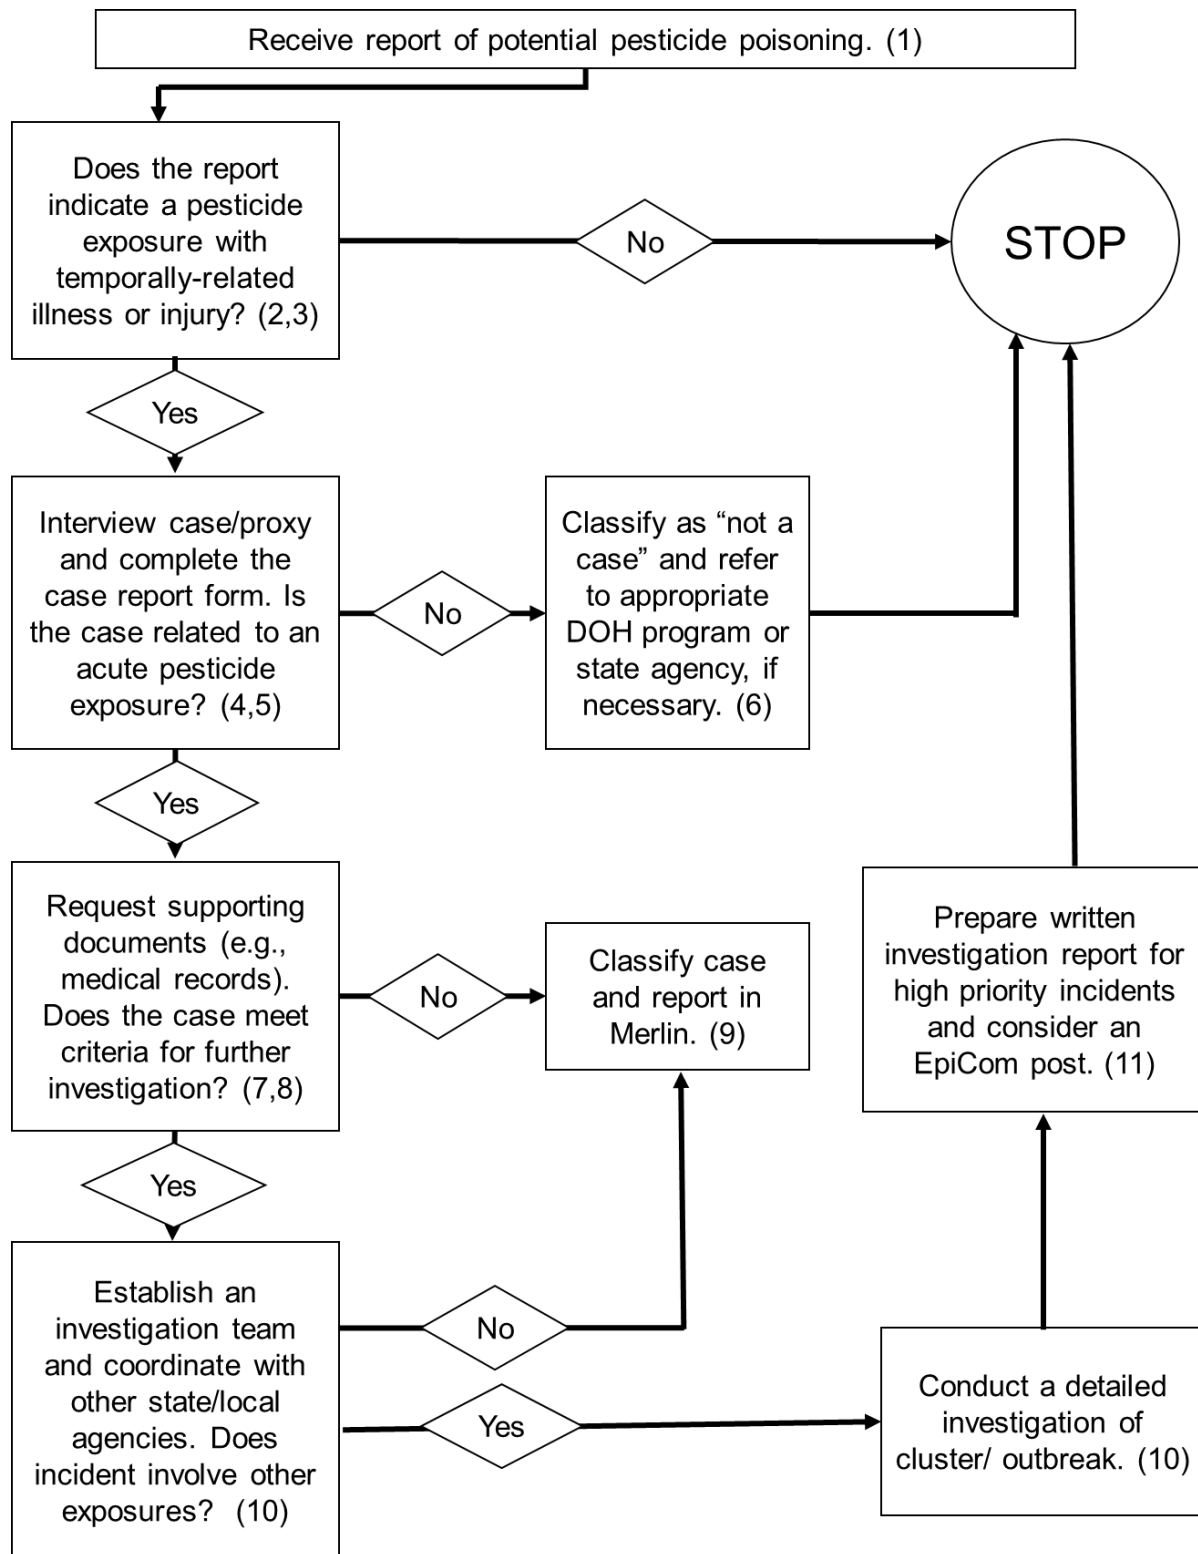 Receive report of potential pesticide poisoning. (1)
Does the report
indicate a pesticide
exposure with
temporally-related
illness or injury? (2,3)
No
STOP
Yes
Interview case/proxy
and complete the
case report form. Is
the case related to an
acute pesticide
exposure? (4,5)
No
Classify as “not a
case” and refer
to appropriate
DOH program or
state agency, if
necessary. (6)
Yes
Request supporting
documents (e.g.,
medical records).
Does the case meet
criteria for further
investigation? (7,8)
No
Classify case
and report in
Merlin. (9)
Prepare written
investigation report for
high priority incidents
and consider an
EpiCom post. (11)
Yes
Establish an
investigation team
and coordinate with
other state/local
agencies. Does
incident involve other
exposures? (10)
No
Yes
Conduct a detailed
investigation of
cluster/ outbreak. (10)